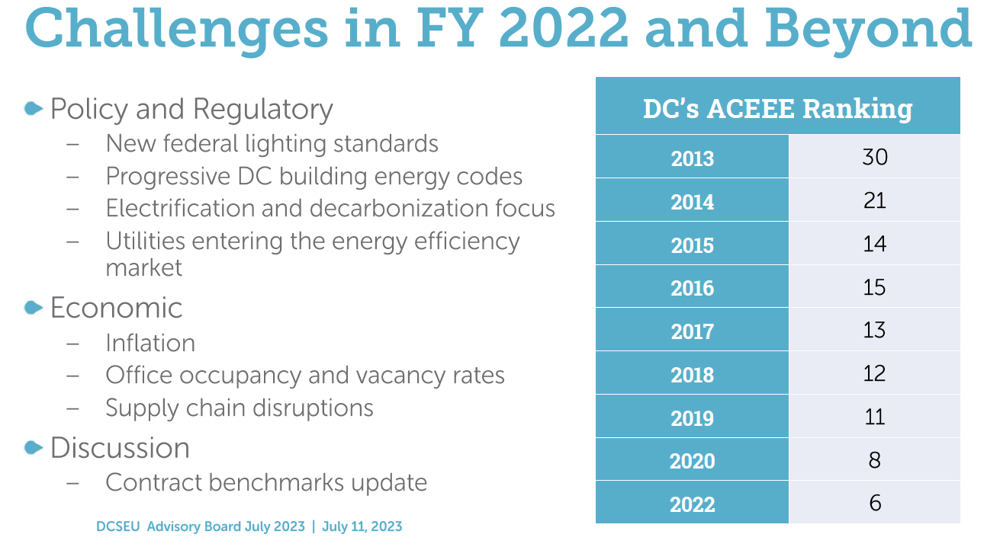 Challenges in FY 2022 and Beyond
Policy and Regulatory
– New federal lighting standards
– Progressive DC building energy codes
– Electrification and decarbonization focus
– Utilities entering the energy efficiency
market
Economic
– Inflation
– Office occupancy and vacancy rates
– Supply chain disruptions
Discussion
– Contract benchmarks update
DC's ACEEE Ranking
2013 30
2014 21
2015 14
2016 15
2017 13
2018 12
2019 11
2020 8
2022 6
DCSEU Advisory Board July 2023 | July 11, 2023